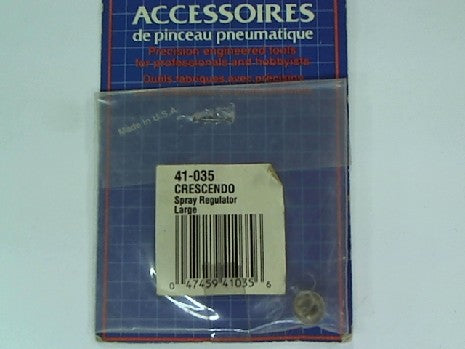 ACCESSOIRES
de pinceau pneumatique
Precision engineered tools
for professionals and hobbyists
Outils fabriqués avec précision
Made in U.S.A.
41-035
CRESCENDO
Spray Regulator
Large
0 47459 41035 6